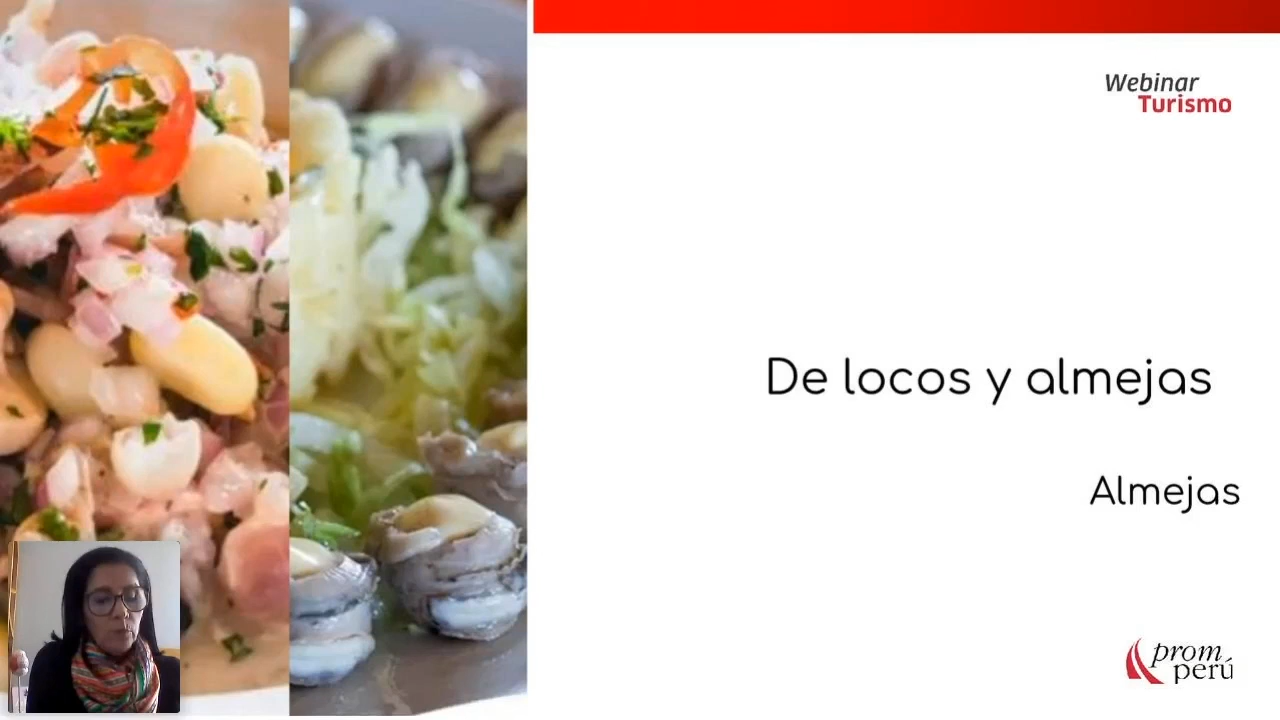 Webinar
Turismo
De locos y almejas
Almejas
prom
perú